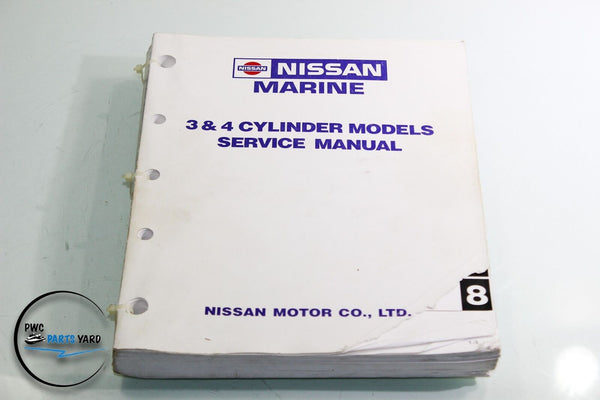 NISSAN NISSAN
MARINE
3 & 4 CYLINDER MODELS
SERVICE MANUAL
8
NISSAN MOTOR CO., LTD.
PWC
PARTS YARD